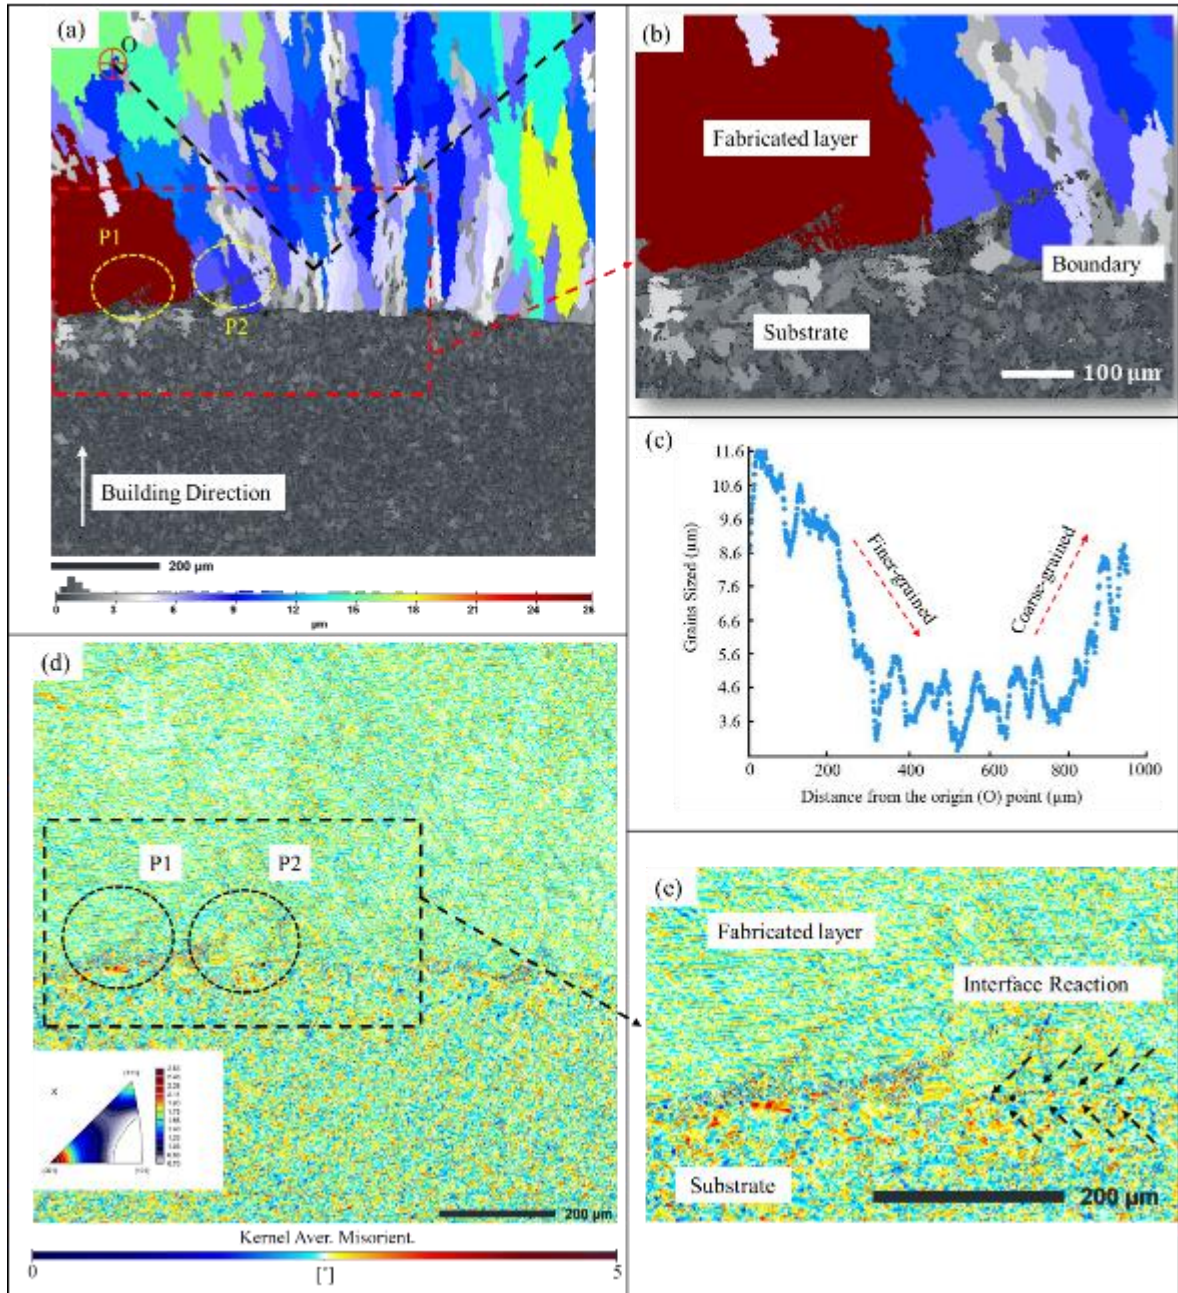 (a)
O
P1
P2
Building Direction
200 µm
0 3 6 9 12 15 18 21 24 26
µm
(b)
Fabricated layer
Boundary
Substrate
100 µm
(c)
11.6
10.6
9.6
8.6
7.6
6.6
5.6
4.6
3.6
Grains Sized (µm)
Finer-grained
Coarse-grained
0 200 400 600 800 1000
Distance from the origin (O) point (µm)
(d)
P1
P2
X
200 µm
Kernel Aver. Misorient.
0 5
[°]
(e)
Fabricated layer
Interface Reaction
Substrate
200 µm